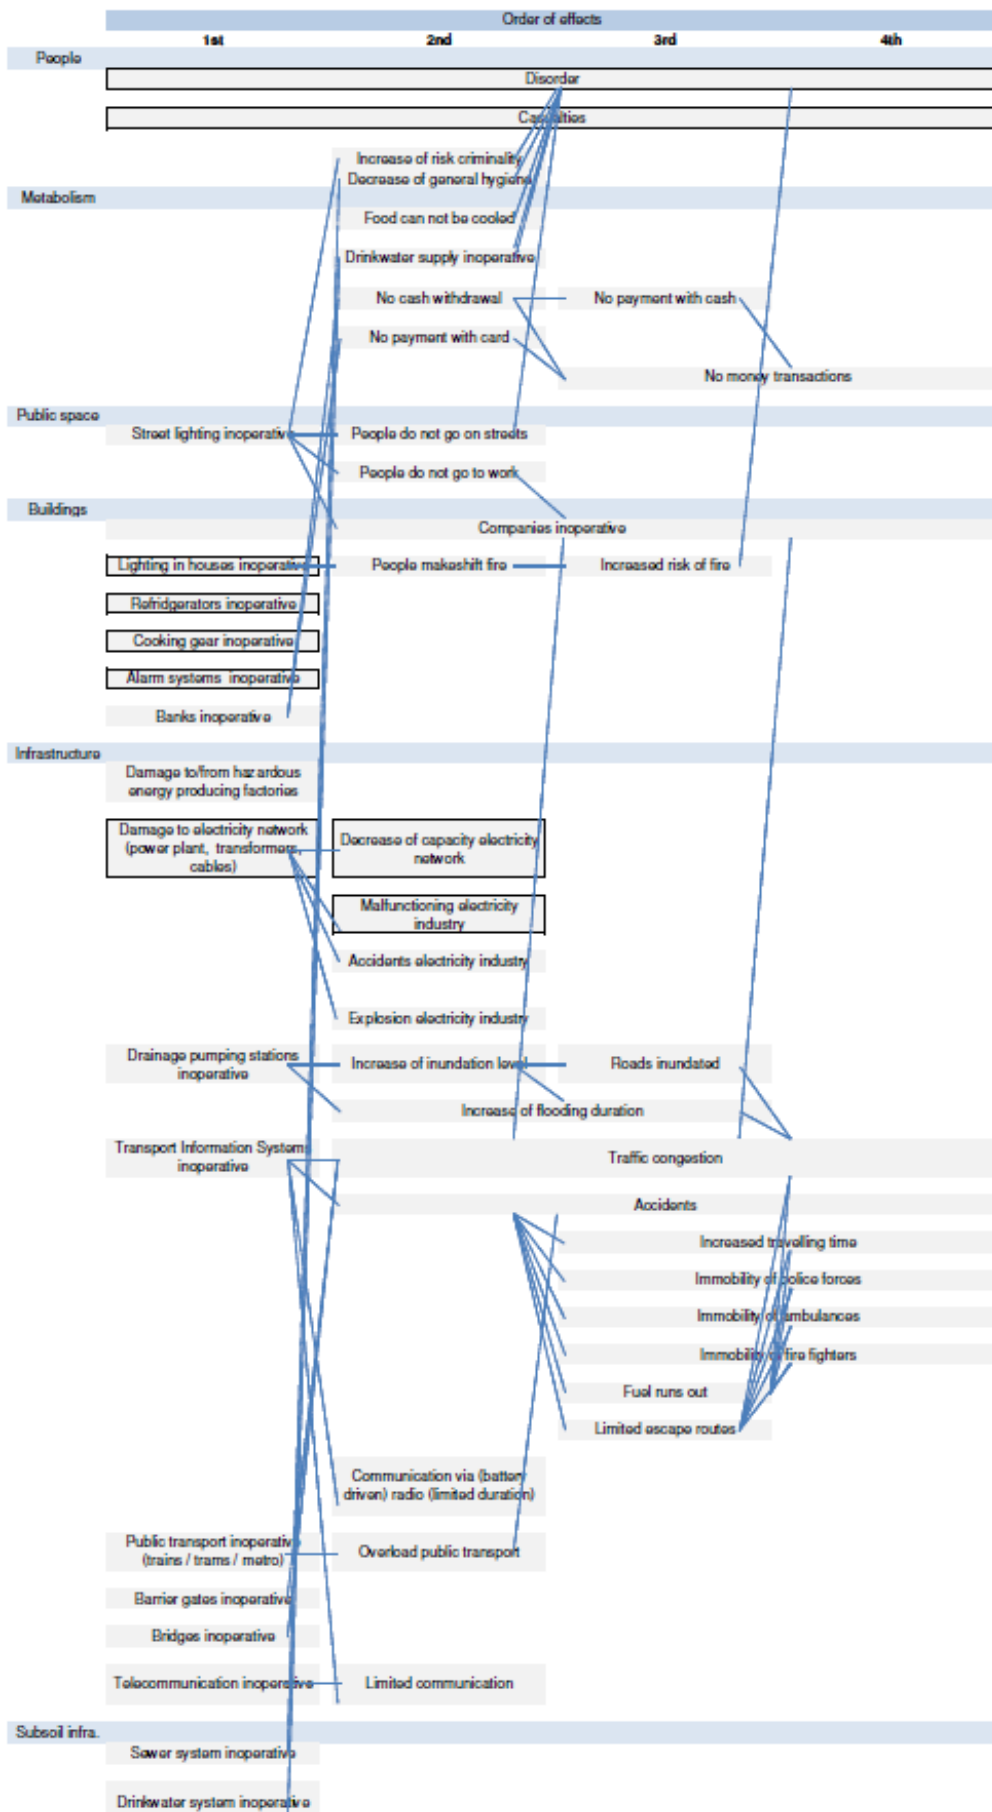 Order of effects
1st 2nd 3rd 4th
People
Disorder
Casualties
Increase of risk criminality
Decrease of general hygiene
Metabolism
Food can not be cooled
Drinkwater supply inoperative
No cash withdrawal No payment with cash
No payment with card
No money transactions
Public space
Street lighting inoperative People do not go on streets
People do not go to work
Buildings
Companies inoperative
Lighting in houses inoperative People makeshift fire Increased risk of fire
Refridgerators inoperative
Cooking gear inoperative
Alarm systems inoperative
Banks inoperative
Infrastructure
Damage to/from hazardous
energy producing factories
Damage to electricity network
(power plant, transformers,
cables)
Decrease of capacity electricity
network
Malfunctioning electricity
industry
Accidents electricity industry
Explosion electricity industry
Drainage pumping stations
inoperative
Increase of inundation level Roads inundated
Increase of flooding duration
Transport Information Systems
inoperative
Traffic congestion
Accidents
Increased travelling time
Immobility of police forces
Immobility of ambulances
Immobility of fire fighters
Fuel runs out
Limited escape routes
Communication via (battery
driven) radio (limited duration)
Public transport inoperative
(trains / trams / metro)
Overload public transport
Barrier gates inoperative
Bridges inoperative
Telecommunication inoperative Limited communication
Subsoil infra.
Sewer system inoperative
Drinkwater system inoperative